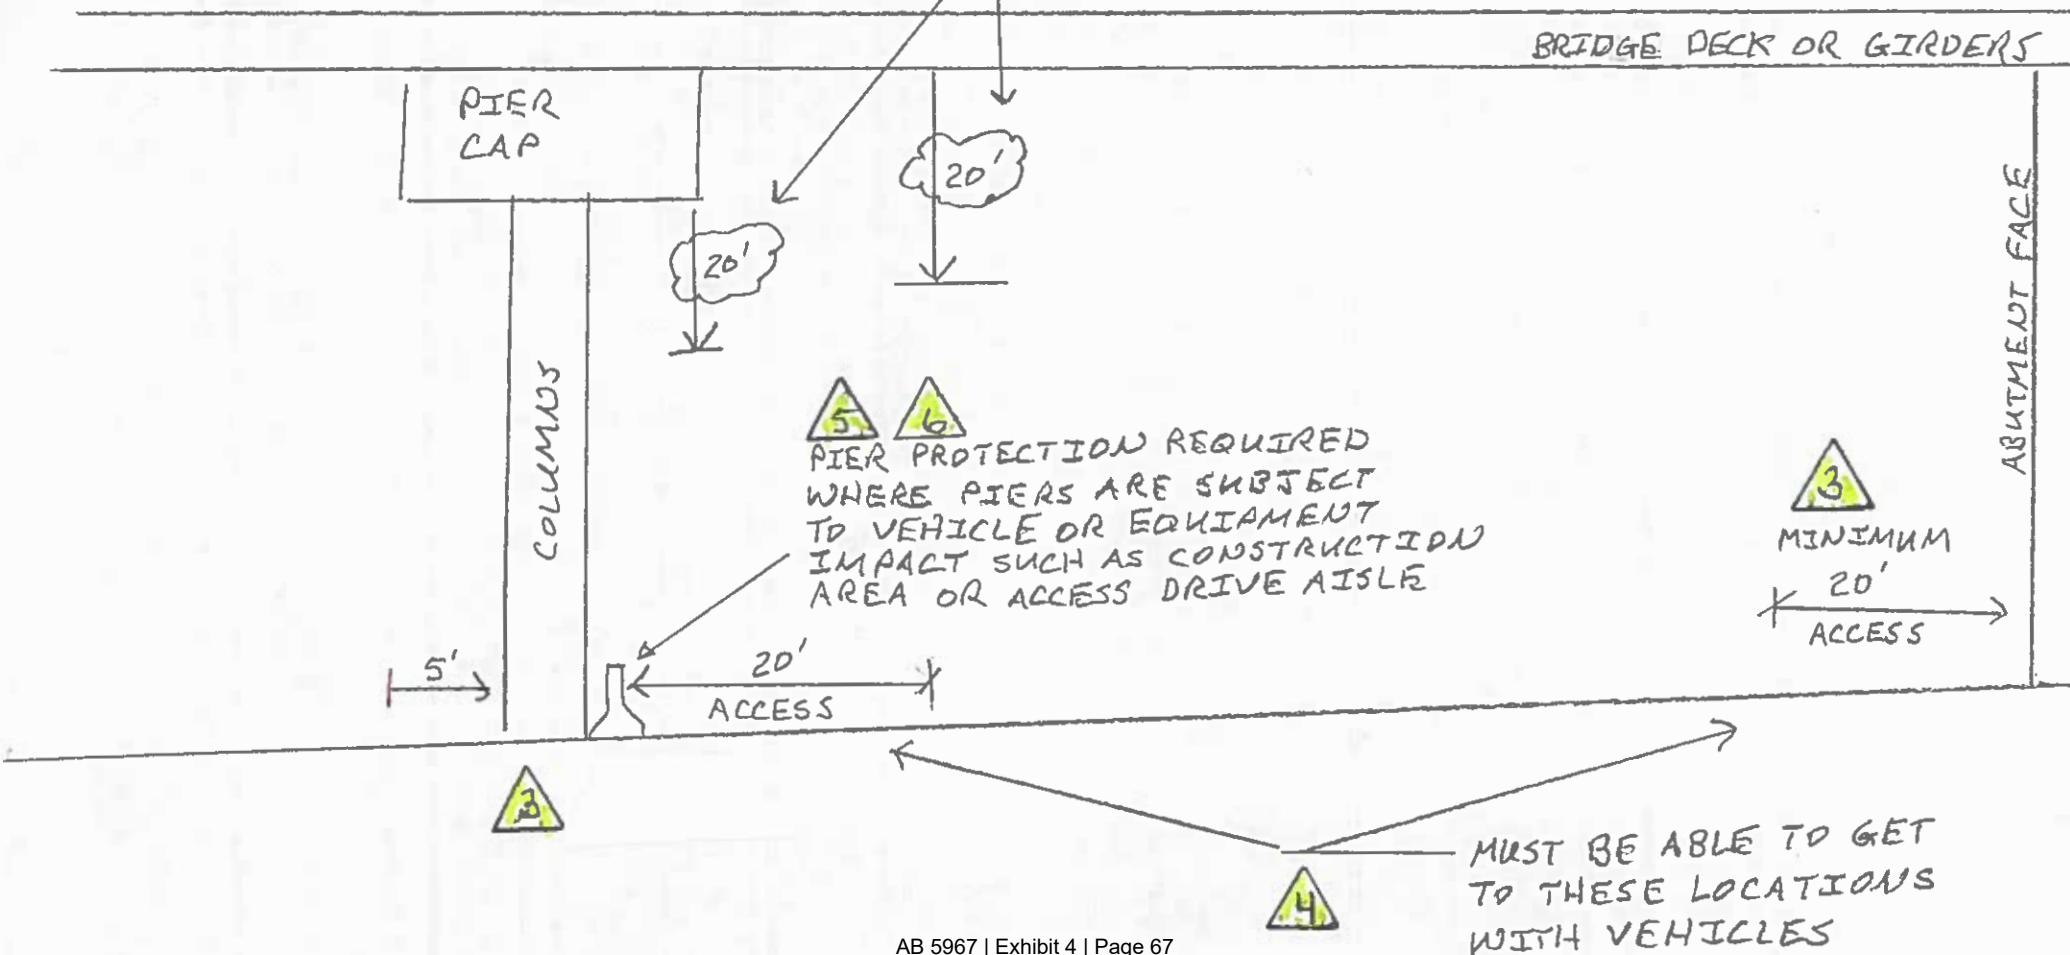 BRIDGE DECK OR GIRDERS
PIER
CAP
20'
20'
COLUMNS
ABUTMENT FACE
5 6
PIER PROTECTION REQUIRED
WHERE PIERS ARE SUBJECT
TO VEHICLE OR EQUIPMENT
IMPACT SUCH AS CONSTRUCTION
AREA OR ACCESS DRIVE AISLE
3
MINIMUM
20'
ACCESS
5'
20'
ACCESS
3
4
MUST BE ABLE TO GET
TO THESE LOCATIONS
WITH VEHICLES
AB 5967 | Exhibit 4 | Page 67